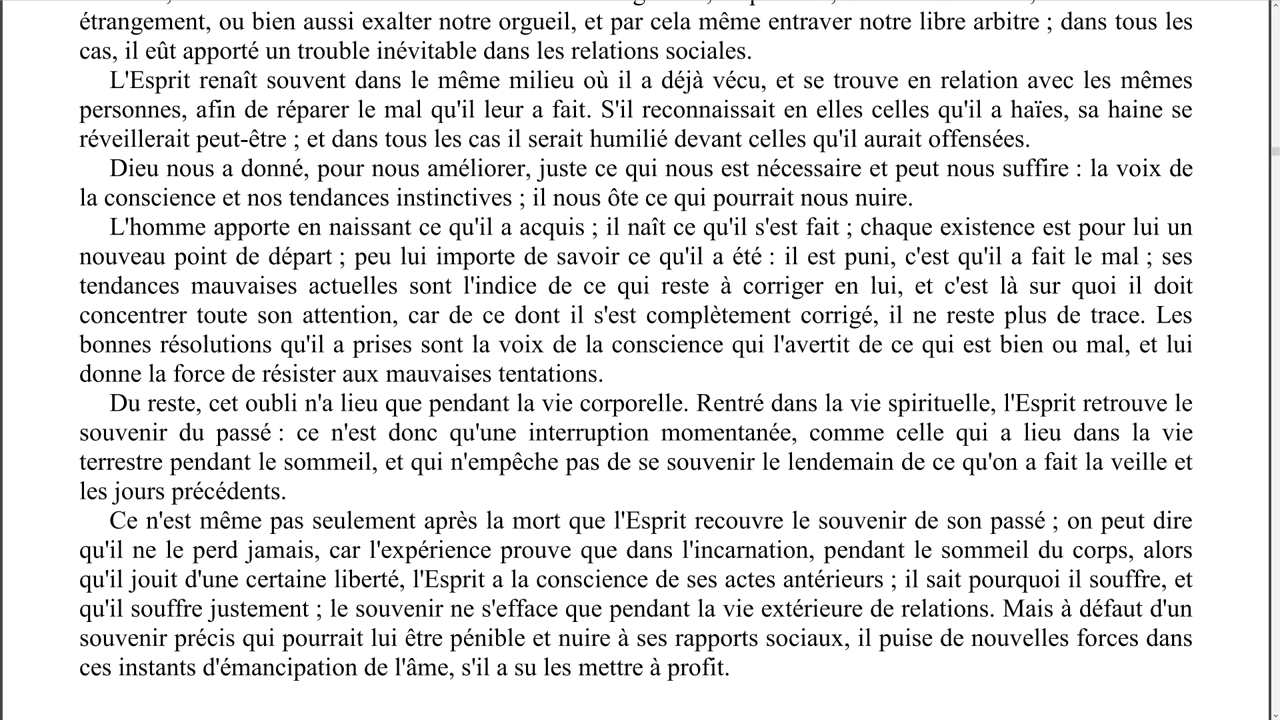 étrangement, ou bien aussi exalter notre orgueil, et par cela même entraver notre libre arbitre ; dans tous les
cas, il eût apporté un trouble inévitable dans les relations sociales.
L'Esprit renaît souvent dans le même milieu où il a déjà vécu, et se trouve en relation avec les mêmes
personnes, afin de réparer le mal qu'il leur a fait. S'il reconnaissait en elles celles qu'il a haïes, sa haine se
réveillerait peut-être ; et dans tous les cas il serait humilié devant celles qu'il aurait offensées.
Dieu nous a donné, pour nous améliorer, juste ce qui nous est nécessaire et peut nous suffire : la voix de
la conscience et nos tendances instinctives ; il nous ôte ce qui pourrait nous nuire.
L'homme apporte en naissant ce qu'il a acquis ; il naît ce qu'il s'est fait ; chaque existence est pour lui un
nouveau point de départ ; peu lui importe de savoir ce qu'il a été : il est puni, c'est qu'il a fait le mal ; ses
tendances mauvaises actuelles sont l'indice de ce qui reste à corriger en lui, et c'est là sur quoi il doit
concentrer toute son attention, car de ce dont il s'est complètement corrigé, il ne reste plus de trace. Les
bonnes résolutions qu'il a prises sont la voix de la conscience qui l'avertit de ce qui est bien ou mal, et lui
donne la force de résister aux mauvaises tentations.
Du reste, cet oubli n'a lieu que pendant la vie corporelle. Rentré dans la vie spirituelle, l'Esprit retrouve le
souvenir du passé : ce n'est donc qu'une interruption momentanée, comme celle qui a lieu dans la vie
terrestre pendant le sommeil, et qui n'empêche pas de se souvenir le lendemain de ce qu'on a fait la veille et
les jours précédents.
Ce n'est même pas seulement après la mort que l'Esprit recouvre le souvenir de son passé ; on peut dire
qu'il ne le perd jamais, car l'expérience prouve que dans l'incarnation, pendant le sommeil du corps, alors
qu'il jouit d'une certaine liberté, l'Esprit a la conscience de ses actes antérieurs ; il sait pourquoi il souffre, et
qu'il souffre justement ; le souvenir ne s'efface que pendant la vie extérieure de relations. Mais à défaut d'un
souvenir précis qui pourrait lui être pénible et nuire à ses rapports sociaux, il puise de nouvelles forces dans
ces instants d'émancipation de l'âme, s'il a su les mettre à profit.